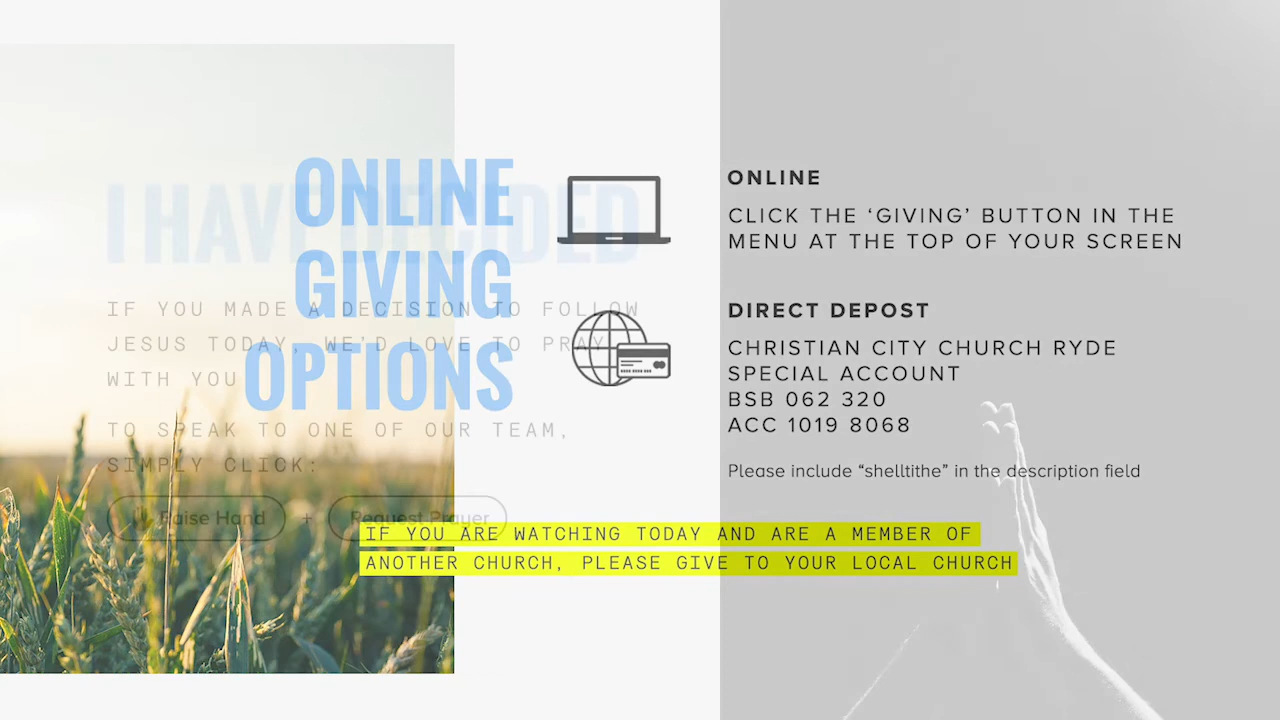 I HAVE DECIDED
IF YOU MADE A DECISION TO FOLLOW
JESUS TODAY, WE'D LOVE TO PRAY
WITH YOU
TO SPEAK TO ONE OF OUR TEAM,
SIMPLY CLICK:
Raise Hand + Request Prayer
ONLINE
GIVING
OPTIONS
ONLINE
CLICK THE ‘GIVING’ BUTTON IN THE
MENU AT THE TOP OF YOUR SCREEN
DIRECT DEPOST
CHRISTIAN CITY CHURCH RYDE
SPECIAL ACCOUNT
BSB 062 320
ACC 1019 8068
Please include “shelltithe” in the description field
IF YOU ARE WATCHING TODAY AND ARE A MEMBER OF
ANOTHER CHURCH, PLEASE GIVE TO YOUR LOCAL CHURCH